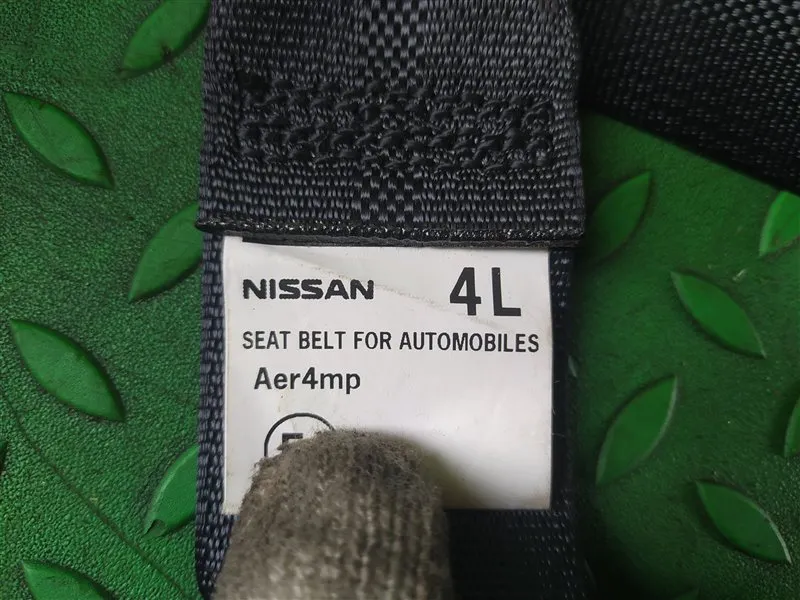 NISSAN 4L
SEAT BELT FOR AUTOMOBILES
Aer4mp